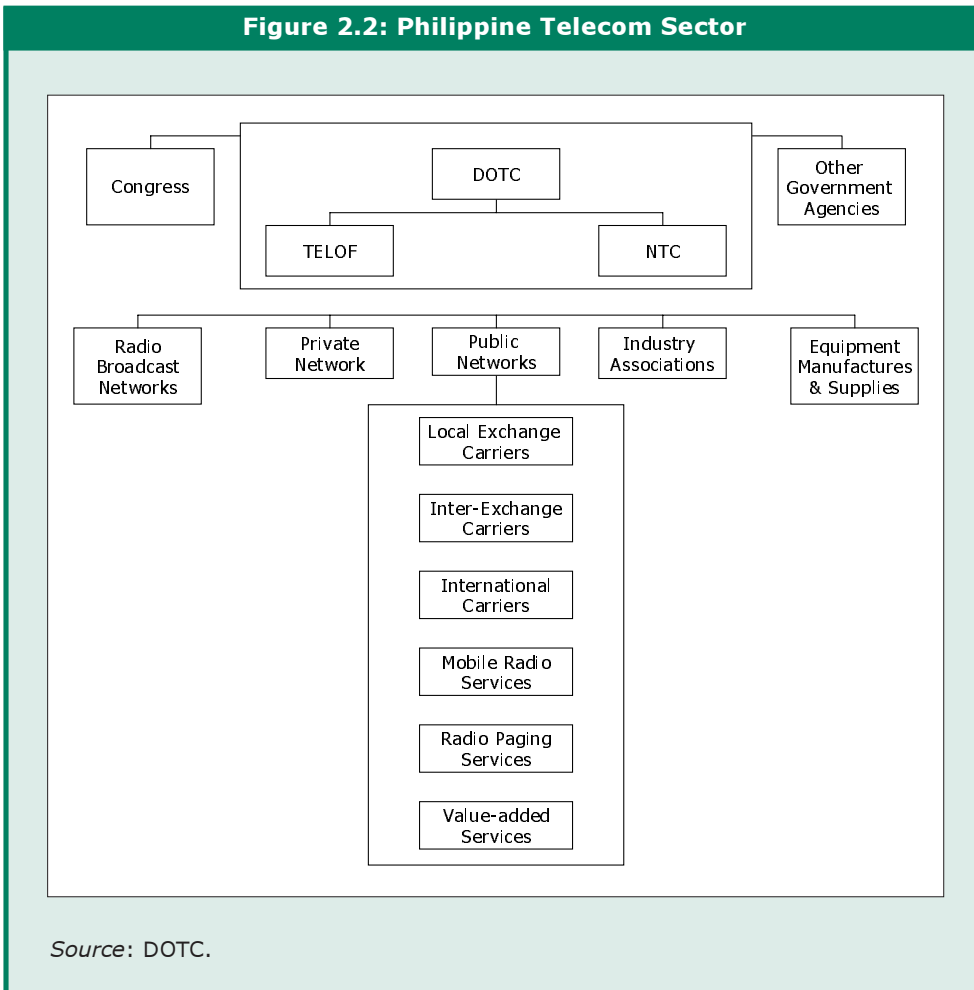 Figure 2.2: Philippine Telecom Sector
Congress
DOTC
Other
Government
Agencies
TELOF
NTC
Radio
Broadcast
Networks
Private
Network
Public
Networks
Industry
Associations
Equipment
Manufactures
& Supplies
Local Exchange
Carriers
Inter-Exchange
Carriers
International
Carriers
Mobile Radio
Services
Radio Paging
Services
Value-added
Services
Source: DOTC.